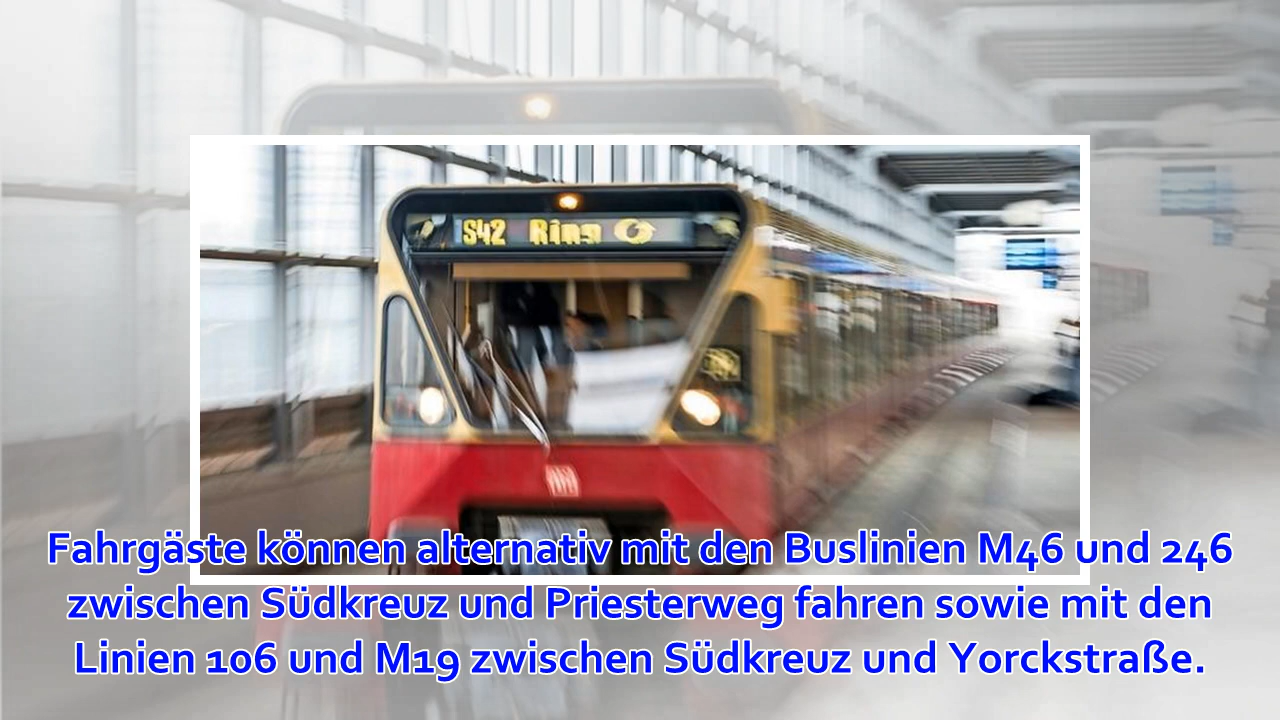 S42 Ring
DB
Fahrgäste können alternativ mit den Buslinien M46 und 246
zwischen Südkreuz und Priesterweg fahren sowie mit den
Linien 106 und M19 zwischen Südkreuz und Yorckstraße.